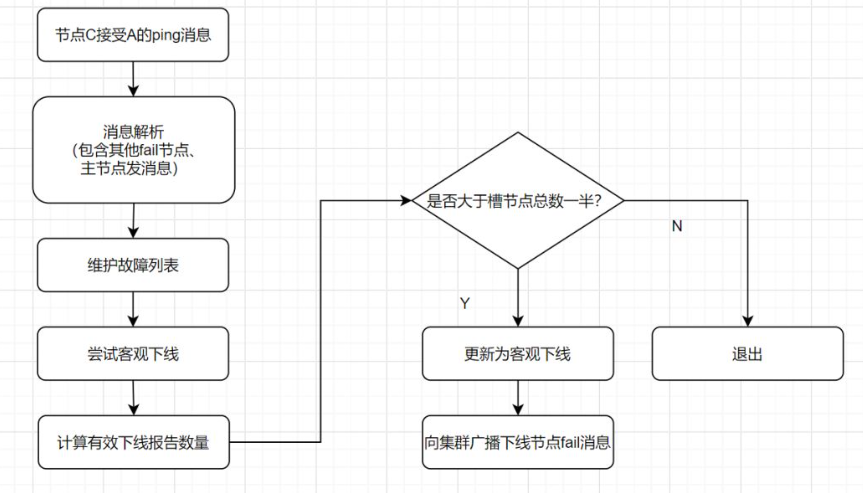 节点C接受A的ping消息
消息解析
（包含其他fail节点、
主节点发消息）
维护故障列表
尝试客观下线
计算有效下线报告数量
是否大于槽节点总数一半？
N
Y
更新为客观下线
退出
向集群广播下线节点fail消息